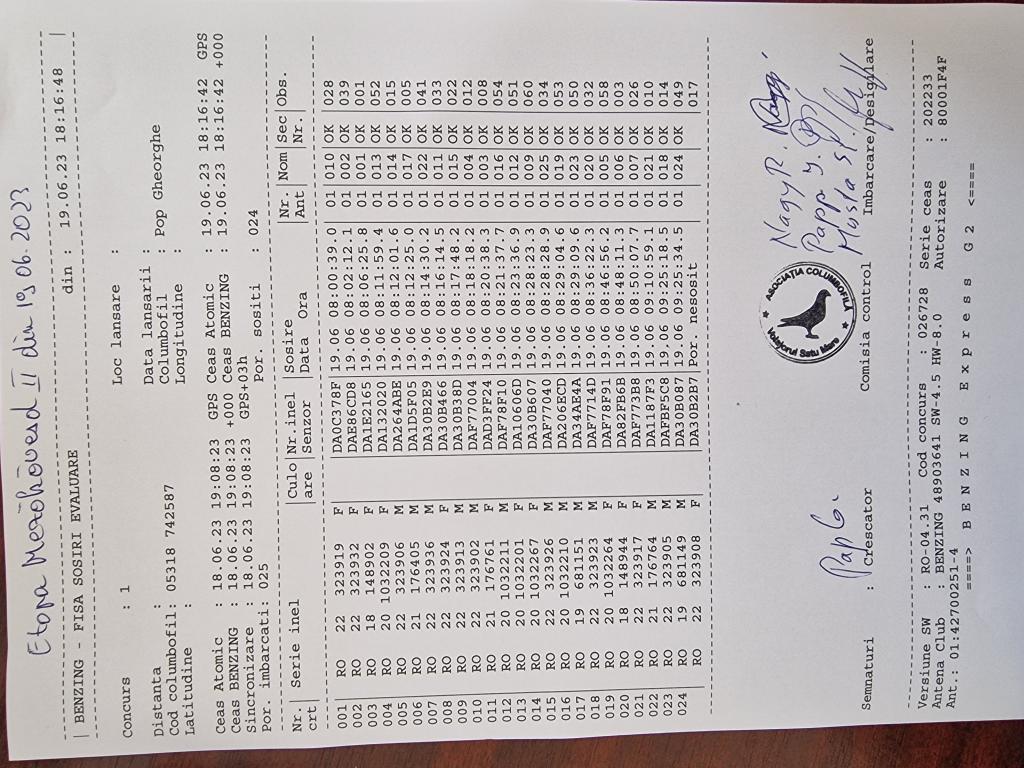 Etapa Mezőkövesd II din 19.06.2023
| BENZING - FISA SOSIRI EVALUARE din : 19.06.23 18:16:48 |
Concurs : 1 Loc lansare :
Distanta : Data lansarii :
Cod columbofil: 05318 742587 Columbofil : Pop Gheorghe
Latitudine : Longitudine :
Ceas Atomic : 18.06.23 19:08:23 GPS Ceas Atomic : 19.06.23 18:16:42 GPS
Ceas BENZING : 18.06.23 19:08:23 +000 Ceas BENZING : 19.06.23 18:16:42 +000
Sincronizare : 18.06.23 19:08:23 GPS+03h
Por. imbarcati: 025 Por. sositi : 024
Nr.| Serie inel |Culo|Nr.inel |Sosire |Nr. |Nom |Sec|Obs.
crt| |are |Senzor |Data Ora |Ant | |Nr.|
001 |RO 22 323919 F| |DA0C378F|19.06 08:00:39.0|01 |010 |OK |028
002 |RO 22 323932 F| |DAE86CD8|19.06 08:02:12.1|01 |002 |OK |039
003 |RO 18 148902 F| |DA1E2165|19.06 08:06:25.8|01 |001 |OK |001
004 |RO 20 1032209 F| |DA132020|19.06 08:11:59.4|01 |013 |OK |052
005 |RO 22 323906 M| |DA264ABE|19.06 08:12:01.6|01 |014 |OK |015
006 |RO 21 176405 M| |DA1D5F05|19.06 08:12:25.0|01 |017 |OK |005
007 |RO 22 323936 M| |DA30B2E9|19.06 08:14:30.2|01 |022 |OK |041
008 |RO 22 323924 F| |DA30B466|19.06 08:16:14.5|01 |011 |OK |033
009 |RO 22 323913 M| |DA30B38D|19.06 08:17:48.2|01 |015 |OK |022
010 |RO 22 323902 M| |DAF77004|19.06 08:18:18.2|01 |004 |OK |012
011 |RO 21 176761 F| |DAD3FF24|19.06 08:20:38.3|01 |003 |OK |008
012 |RO 20 1032211 M| |DAF78F10|19.06 08:21:37.7|01 |016 |OK |054
013 |RO 20 1032201 F| |DA10606D|19.06 08:23:36.9|01 |012 |OK |051
014 |RO 20 1032267 F| |DA30B607|19.06 08:28:23.3|01 |009 |OK |060
015 |RO 22 323926 M| |DAF77040|19.06 08:28:28.9|01 |025 |OK |034
016 |RO 20 1032210 M| |DA206ECD|19.06 08:29:04.6|01 |019 |OK |053
017 |RO 19 681151 M| |DA34AE4A|19.06 08:29:09.6|01 |023 |OK |050
018 |RO 22 323923 M| |DAF7714D|19.06 08:36:22.3|01 |020 |OK |032
019 |RO 20 1032264 F| |DAF78F91|19.06 08:46:56.2|01 |005 |OK |058
020 |RO 18 148944 F| |DA82FB6B|19.06 08:48:11.3|01 |006 |OK |003
021 |RO 22 323917 F| |DAF773B8|19.06 08:50:07.7|01 |007 |OK |026
022 |RO 21 176764 M| |DA1187F3|19.06 09:10:59.1|01 |021 |OK |010
023 |RO 22 323905 M| |DAFBF5C8|19.06 09:25:18.5|01 |018 |OK |014
024 |RO 19 681149 M| |DA30B0B7|19.06 09:25:34.5|01 |024 |OK |049
|RO 22 323908 F| |DA30B2B7|Por. nesosit | | | |017
ASOCIAȚIA COLUMBOFILA
Voiajorul Satu Mare
Pop G.
Nagy R.
Papp Y.
Musta
Semnaturi : Crescator Comisia control Imbarcare/Desigilare
Versiune SW : RO-04.31 Cod concurs : 026728 Serie ceas : 202233
Antena Club : BENZING 48903641 SW-4.5 HW-8.0 Autorizare : 80001F4F
Ant.: 01:42700251-4
====> B E N Z I N G E x p r e s s G 2 <====